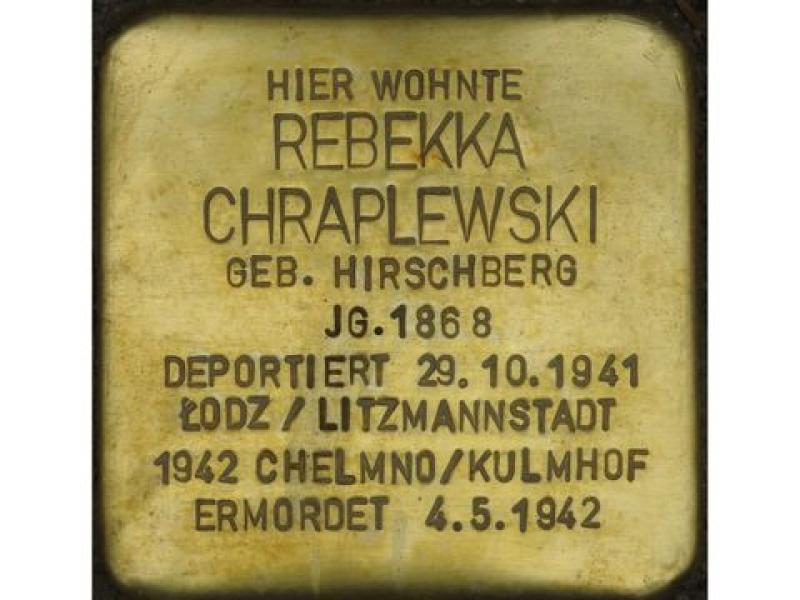 HIER WOHNTE
REBEKKA
CHRAPLEWSKI
GEB. HIRSCHBERG
JG. 1868
DEPORTIERT 29.10.1941
ŁODZ / LITZMANNSTADT
1942 CHELMNO/KULMHOF
ERMORDET 4.5.1942